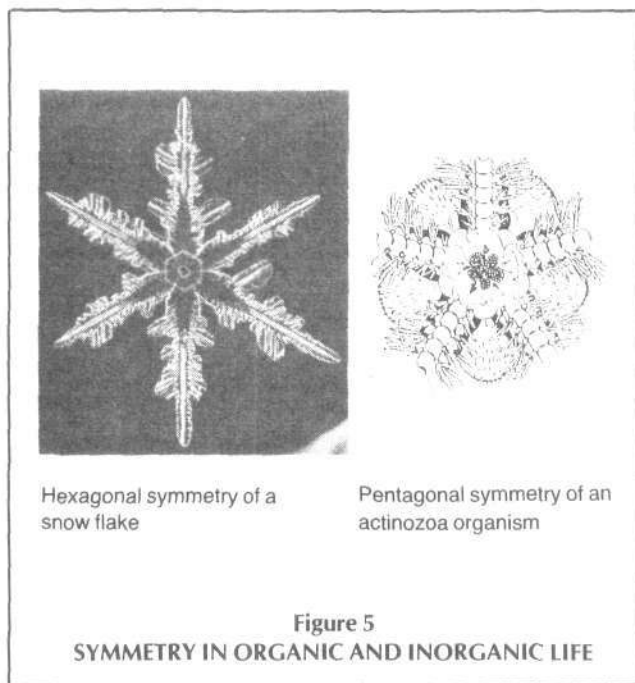 Hexagonal symmetry of a
snow flake
Pentagonal symmetry of an
actinozoa organism
Figure 5
SYMMETRY IN ORGANIC AND INORGANIC LIFE